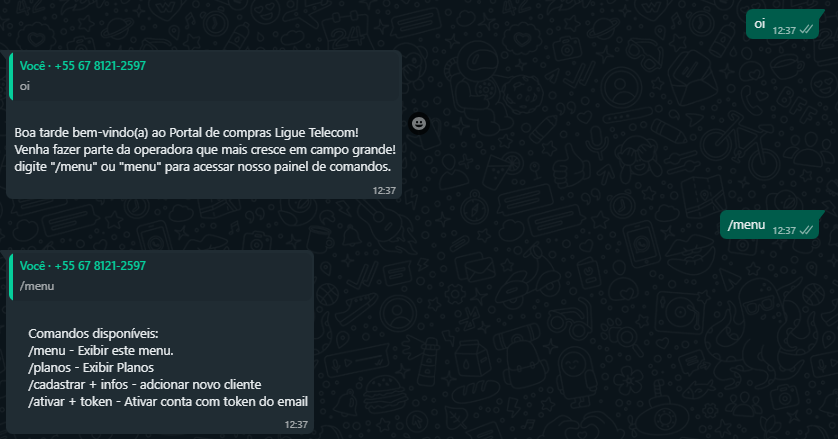 oi
12:37
Você · +55 67 8121-2597
oi
Boa tarde bem-vindo(a) ao Portal de compras Ligue Telecom!
Venha fazer parte da operadora que mais cresce em campo grande!
digite "/menu" ou "menu" para acessar nosso painel de comandos.
12:37
/menu
12:37
Você · +55 67 8121-2597
/menu
Comandos disponíveis:
/menu - Exibir este menu.
/planos - Exibir Planos
/cadastrar + infos - adcionar novo cliente
/ativar + token - Ativar conta com token do email
12:37